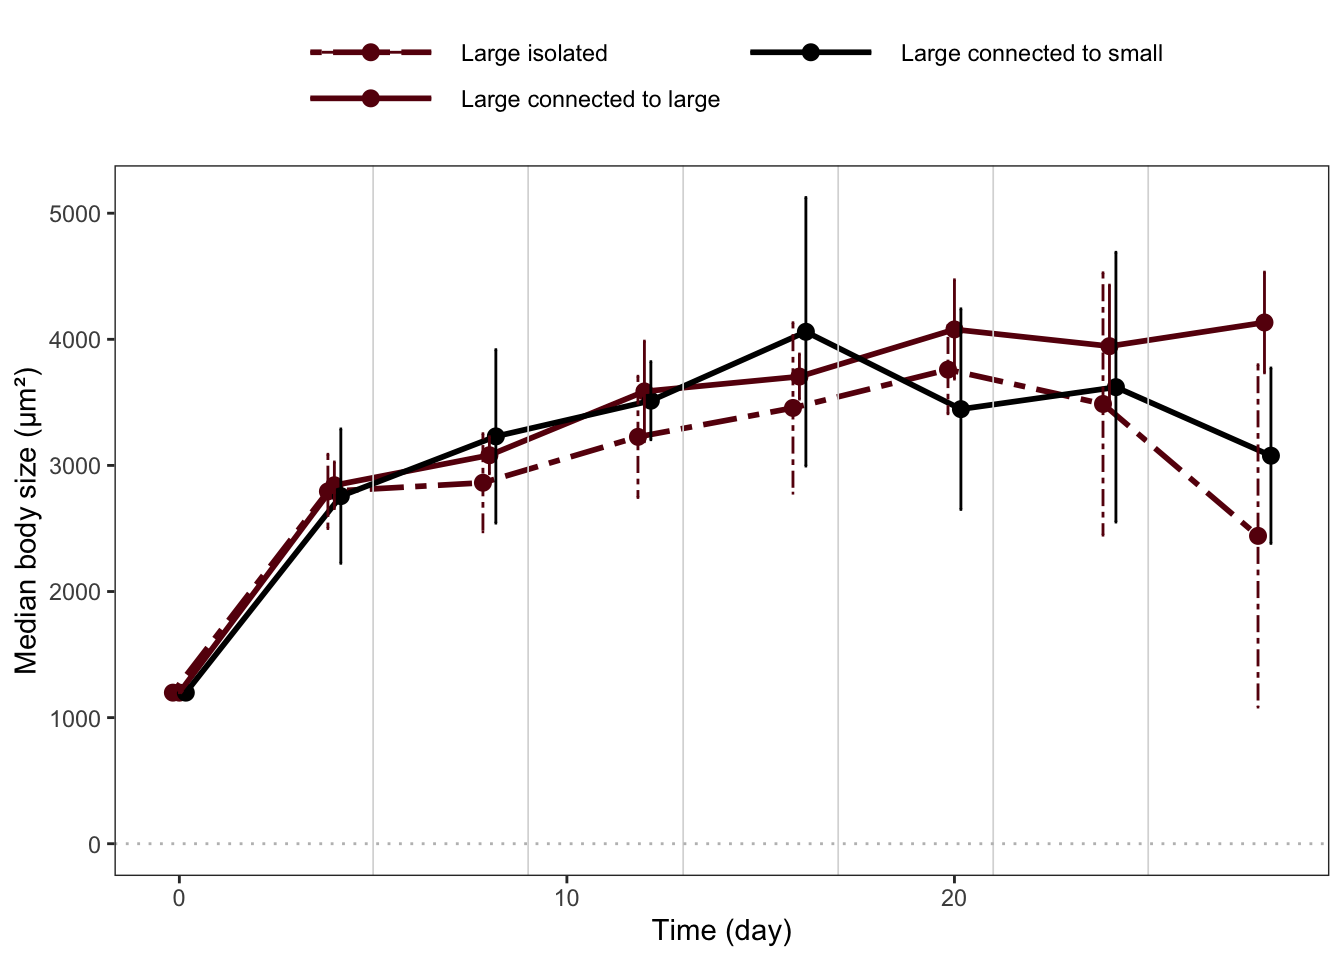 Large isolated
Large connected to small
Large connected to large
Median body size (μm²)
5000
4000
3000
2000
1000
0
0
10
20
Time (day)